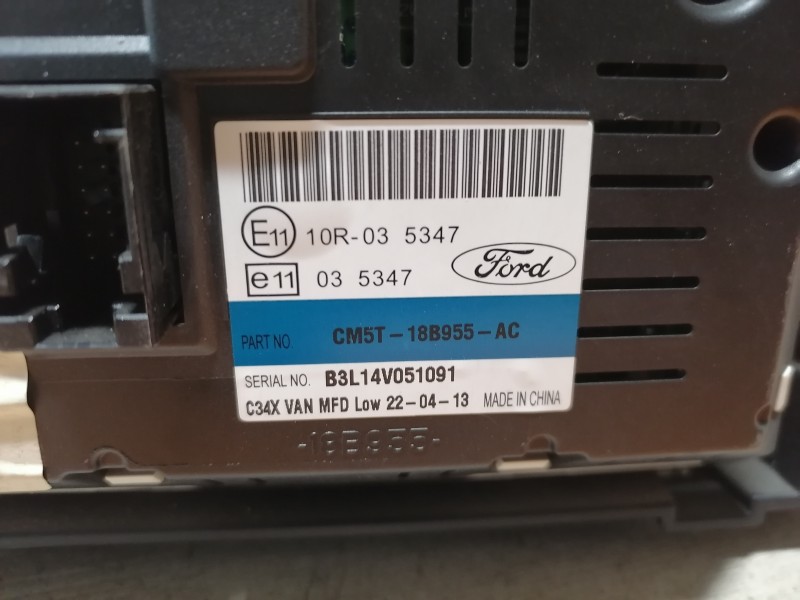 E11 10R-03 5347
Ford
e11 03 5347
PART NO CM5T-18B955-AC
SERIAL NO. B3L14V051091
C34X VAN MFD Low 22-04-13 MADE IN CHINA
-18B955-